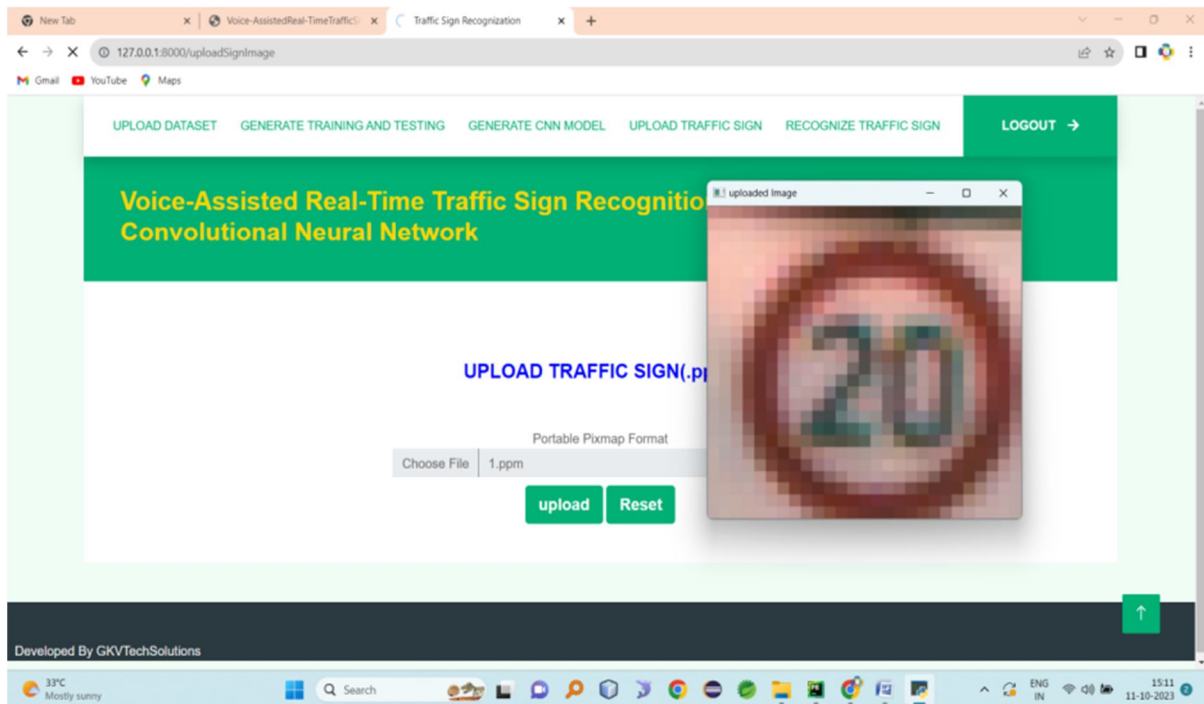 New Tab
Voice-AssistedReal-TimeTrafficS
Traffic Sign Recognization
127.0.0.1:8000/uploadSignImage
Gmail YouTube Maps
UPLOAD DATASET GENERATE TRAINING AND TESTING GENERATE CNN MODEL UPLOAD TRAFFIC SIGN RECOGNIZE TRAFFIC SIGN LOGOUT →
Voice-Assisted Real-Time Traffic Sign Recognitio
Convolutional Neural Network
uploaded Image
20
UPLOAD TRAFFIC SIGN(.pp
Portable Pixmap Format
Choose File 1.ppm
upload Reset
Developed By GKVTechSolutions
33°C
Mostly sunny
Search
ENG
IN
15:11
11-10-2023